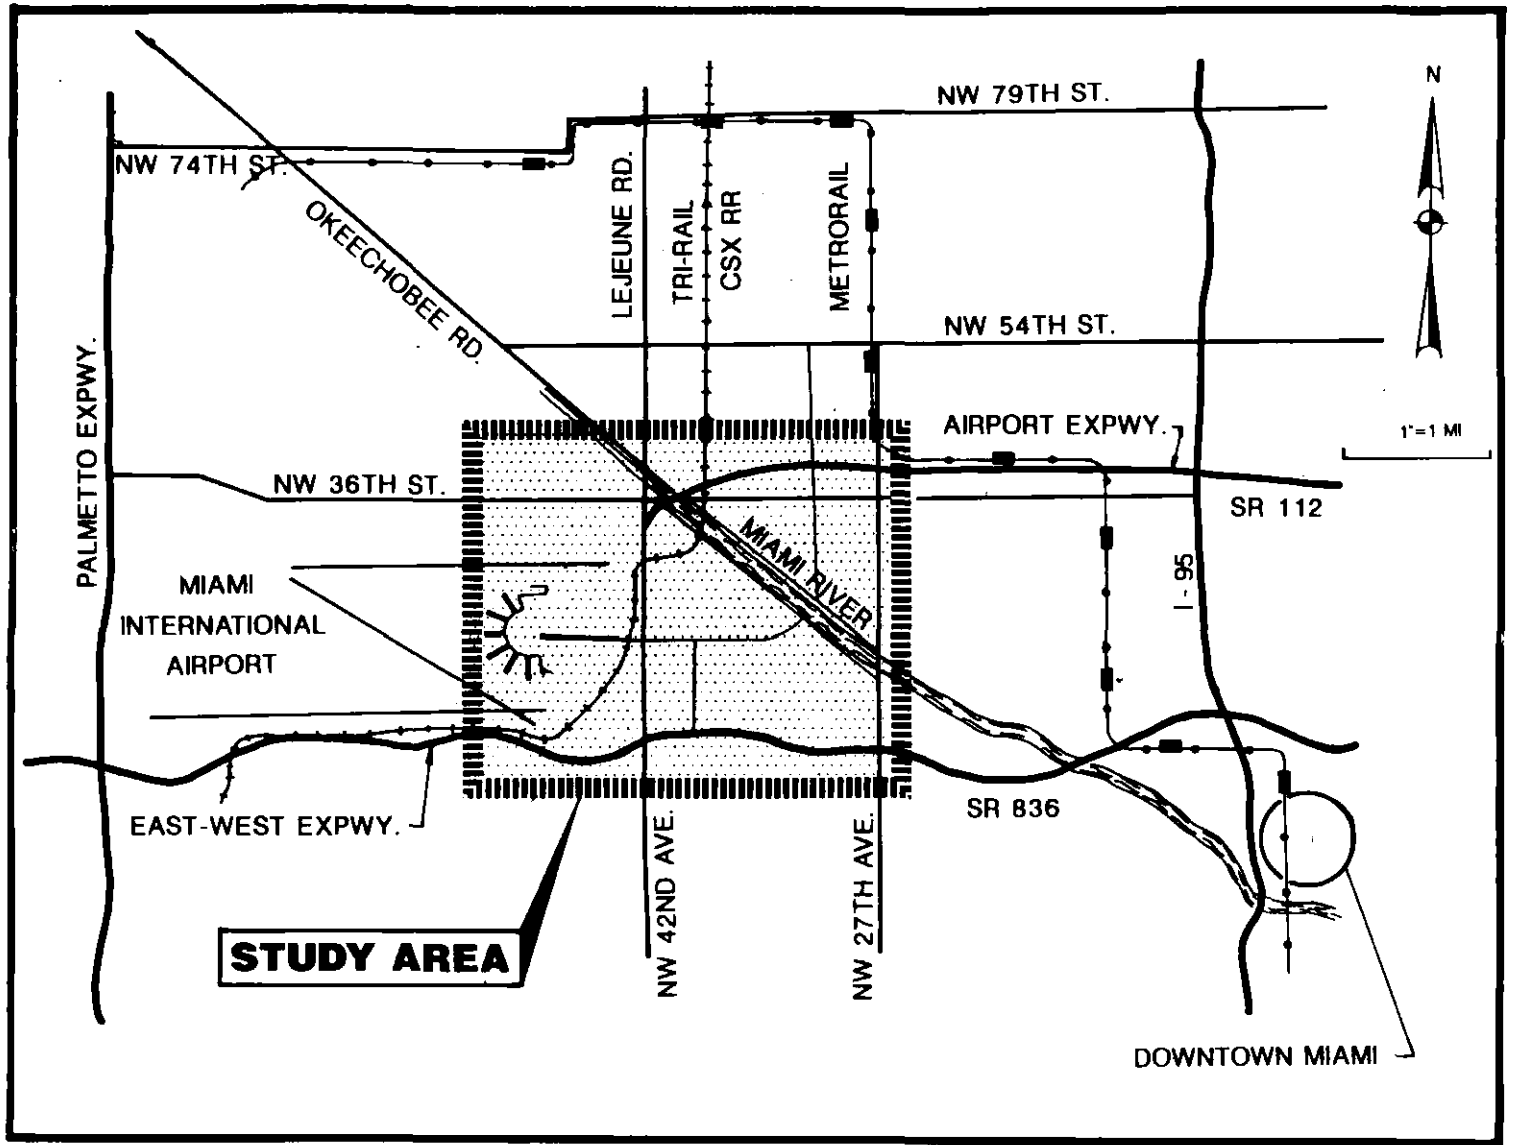 N
NW 79TH ST.
NW 74TH ST.
OKEECHOBEE RD.
LEJEUNE RD.
TRI-RAIL
CSX RR
METRORAIL
NW 54TH ST.
PALMETTO EXPWY.
AIRPORT EXPWY.
1"=1 MI
NW 36TH ST.
SR 112
MIAMI RIVER
I-95
MIAMI
INTERNATIONAL
AIRPORT
EAST-WEST EXPWY.
SR 836
NW 42ND AVE.
NW 27TH AVE.
STUDY AREA
DOWNTOWN MIAMI